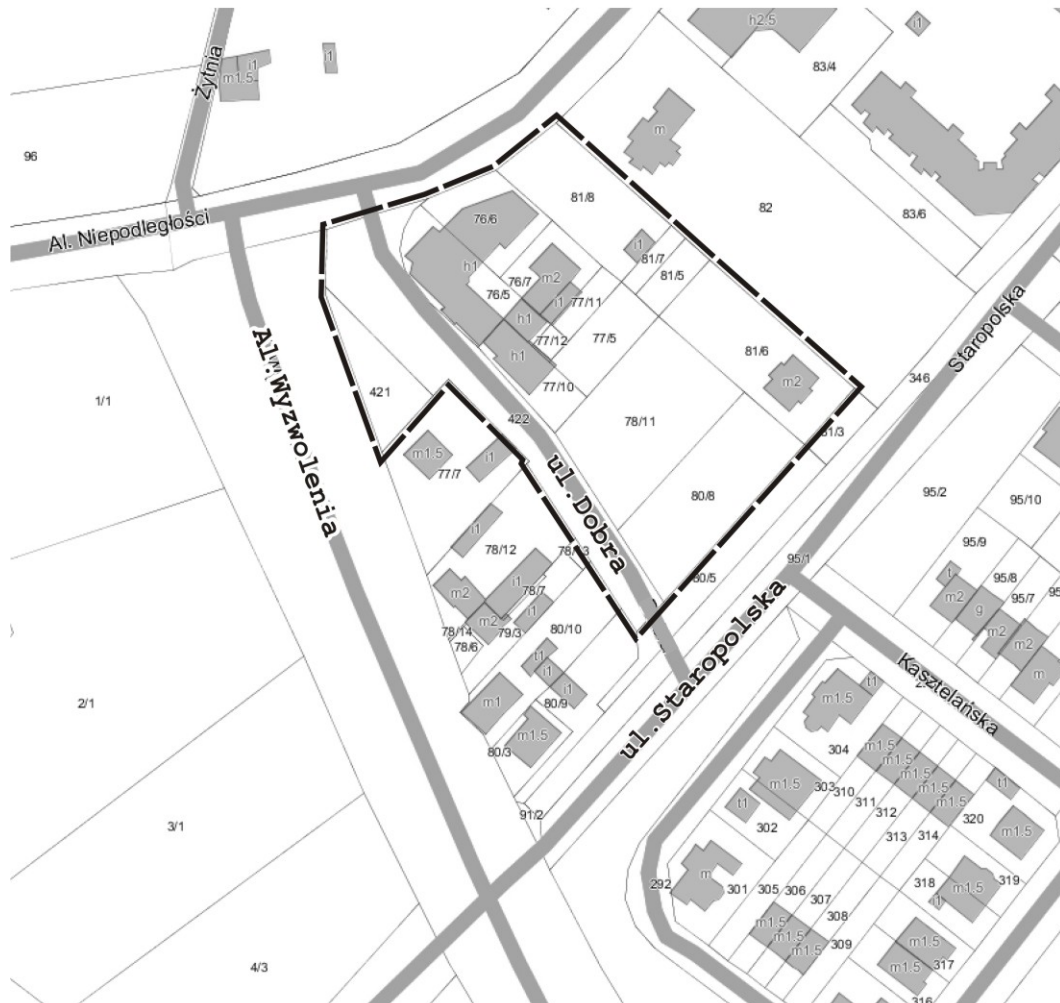 h2.5
i1
83/4
Żytnia
i1
m1.5
i1
96
m
81/8
82
83/6
Al. Niepodległości
76/6
h1
76/7
m2
i1
81/7
81/5
76/5
i1
77/11
h1
77/12
77/5
h1
77/10
81/6
m2
346
Staropolska
Al. Wyzwolenia
1/1
421
422
78/11
81/3
m1.5
77/7
i1
ul.Dobra
80/8
95/2
95/10
i1
78/12
95/1
95/9
80/5
i1
78/7
m2
i1
m2
79/3
78/14
78/6
80/10
t
m2
g
95/8
95/7
m2
m2
m
t1
i1
i1
80/9
ul.Staropolska
Kasztelańska
2/1
m1
m1.5
80/3
m1.5
t1
304
m1.5
m1.5
m1.5
m1.5
m1.5
t1
m1.5
303
310
311
312
313
314
320
m1.5
t1
302
3/1
91/2
292
m
301
305
306
307
308
309
318
i1
m1.5
319
m1.5
m1.5
m1.5
m1.5
m1.5
317
4/3
316